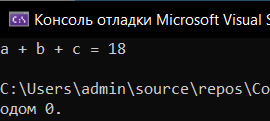 Консоль отладки Microsoft Visual S
a + b + c = 18
C:\Users\admin\source\repos\Co
одом 0.